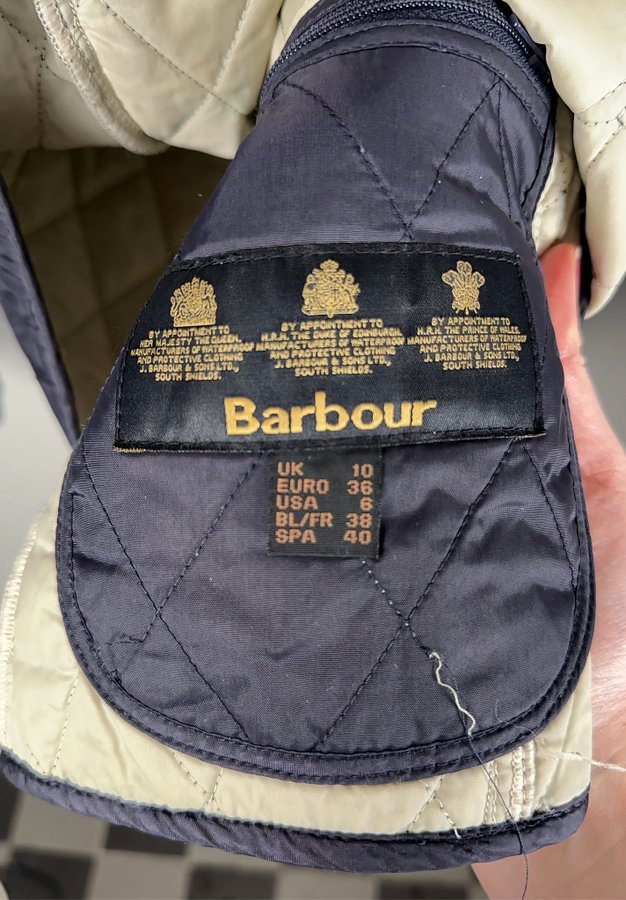 BY APPOINTMENT TO
HER MAJESTY THE QUEEN,
MANUFACTURERS OF WATERPROOF
AND PROTECTIVE CLOTHING
J. BARBOUR & SONS LTD.,
SOUTH SHIELDS.
BY APPOINTMENT TO
H.R.H. THE DUKE OF EDINBURGH
MANUFACTURERS OF WATERPROOF
AND PROTECTIVE CLOTHING
J. BARBOUR & SONS LTD.,
SOUTH SHIELDS.
BY APPOINTMENT TO
H.R.H. THE PRINCE OF WALES,
MANUFACTURERS OF WATERPROOF
AND PROTECTIVE CLOTHING
J. BARBOUR & SONS LTD,
SOUTH SHIELDS.
Barbour
UK 10
EURO 36
USA 6
BL/FR 38
SPA 40